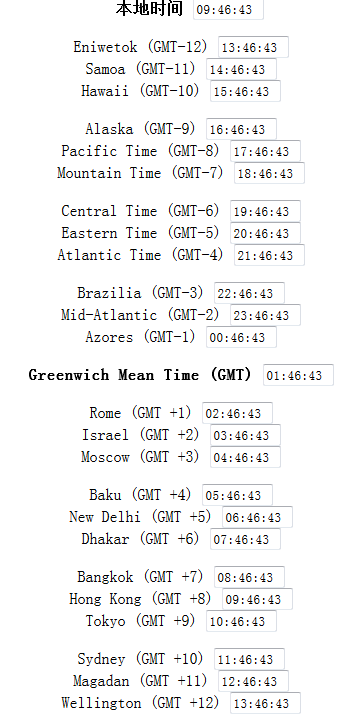 本地时间 09:46:43
Eniwetok (GMT-12) 13:46:43
Samoa (GMT-11) 14:46:43
Hawaii (GMT-10) 15:46:43
Alaska (GMT-9) 16:46:43
Pacific Time (GMT-8) 17:46:43
Mountain Time (GMT-7) 18:46:43
Central Time (GMT-6) 19:46:43
Eastern Time (GMT-5) 20:46:43
Atlantic Time (GMT-4) 21:46:43
Brazilia (GMT-3) 22:46:43
Mid-Atlantic (GMT-2) 23:46:43
Azores (GMT-1) 00:46:43
Greenwich Mean Time (GMT) 01:46:43
Rome (GMT +1) 02:46:43
Israel (GMT +2) 03:46:43
Moscow (GMT +3) 04:46:43
Baku (GMT +4) 05:46:43
New Delhi (GMT +5) 06:46:43
Dhakar (GMT +6) 07:46:43
Bangkok (GMT +7) 08:46:43
Hong Kong (GMT +8) 09:46:43
Tokyo (GMT +9) 10:46:43
Sydney (GMT +10) 11:46:43
Magadan (GMT +11) 12:46:43
Wellington (GMT +12) 13:46:43